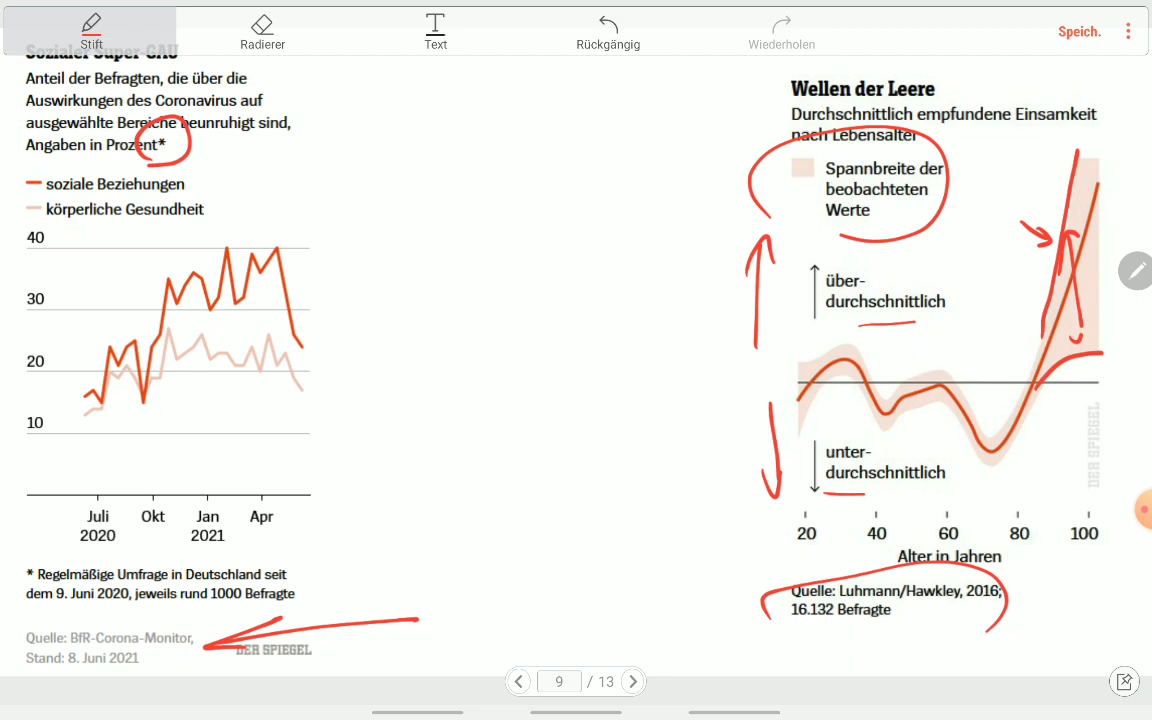 Stift
Radierer
Text
Rückgängig
Wiederholen
Speich.
Sozialer Super-GAU
Anteil der Befragten, die über die
Auswirkungen des Coronavirus auf
ausgewählte Bereiche beunruhigt sind,
Angaben in Prozent*
soziale Beziehungen
körperliche Gesundheit
40
30
20
10
Juli
2020
Okt
Jan
2021
Apr
* Regelmäßige Umfrage in Deutschland seit
dem 9. Juni 2020, jeweils rund 1000 Befragte
Quelle: BfR-Corona-Monitor,
Stand: 8. Juni 2021
DER SPIEGEL
Wellen der Leere
Durchschnittlich empfundene Einsamkeit
nach Lebensalter
Spannbreite der
beobachteten
Werte
über-
durchschnittlich
unter-
durchschnittlich
DER SPIEGEL
20 40 60 80 100
Alter in Jahren
Quelle: Luhmann/Hawkley, 2016;
16.132 Befragte
9 / 13